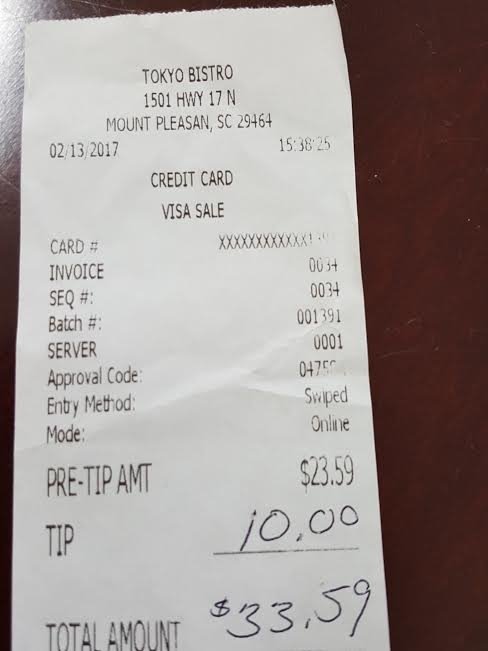 TOKYO BISTRO
1501 HWY 17 N
MOUNT PLEASAN, SC 29464
02/13/2017 15:38:25
CREDIT CARD
VISA SALE
CARD #
INVOICE 0034
SEQ #: 0034
Batch #: 001391
SERVER 0001
Approval Code:
Entry Method: Swiped
Mode: Online
PRE-TIP AMT $23.59
TIP 10.00
TOTAL AMOUNT $33.59